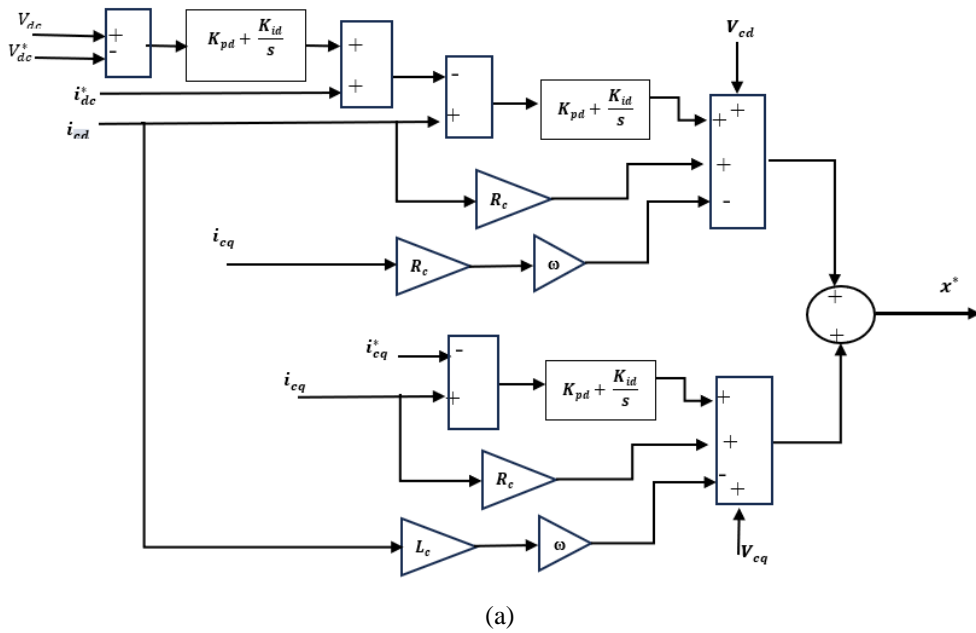 V_dc
V*_dc
+
-
K_pd + K_id/s
+
+
i*_dc
i_cd
-
+
K_pd + K_id/s
V_cd
+
+
+
-
R_c
i_cq
R_c
ω
x*
+
+
i*_cq
-
i_cq
+
K_pd + K_id/s
+
+
-
+
R_c
L_c
ω
V_cq
(a)